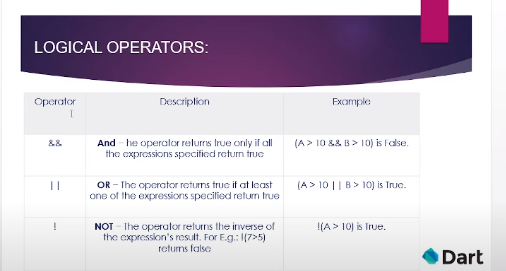 LOGICAL OPERATORS:
Operator Description Example
&& And – he operator returns true only if all (A > 10 && B > 10) is False.
the expressions specified return true
|| OR – The operator returns true if at least (A > 10 || B > 10) is True.
one of the expressions specified return true
! NOT – The operator returns the inverse of !(A > 10) is True.
the expression's result. For E.g.: !(7>5)
returns false
Dart